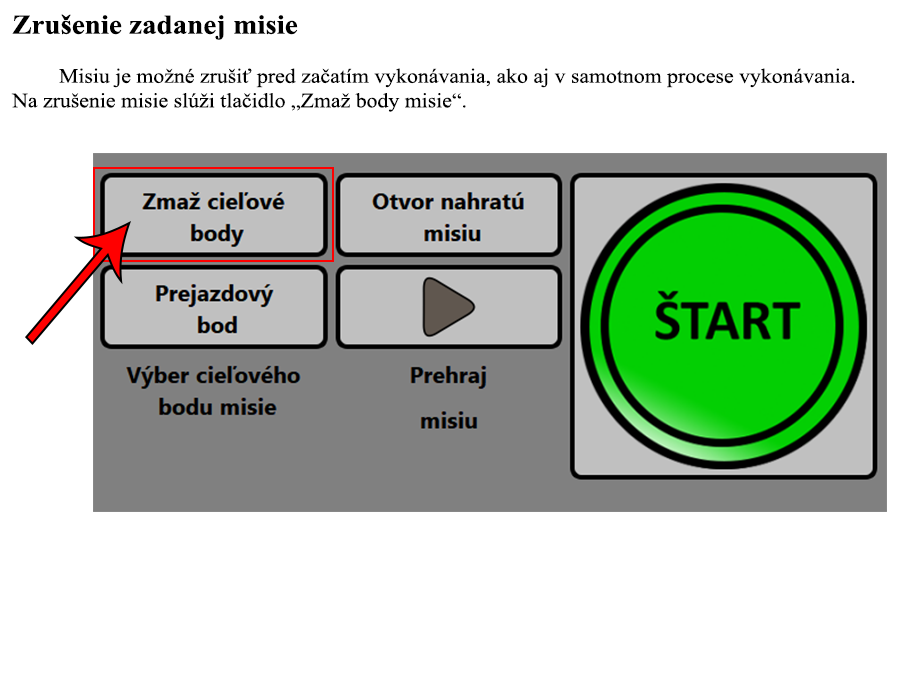 Zrušenie zadanej misie
Misiu je možné zrušiť pred začatím vykonávania, ako aj v samotnom procese vykonávania.
Na zrušenie misie slúži tlačidlo „Zmaž body misie“.
Zmaž cieľové
body
Otvor nahratú
misiu
ŠTART
Prejazdový
bod
Výber cieľového
bodu misie
Prehraj
misiu